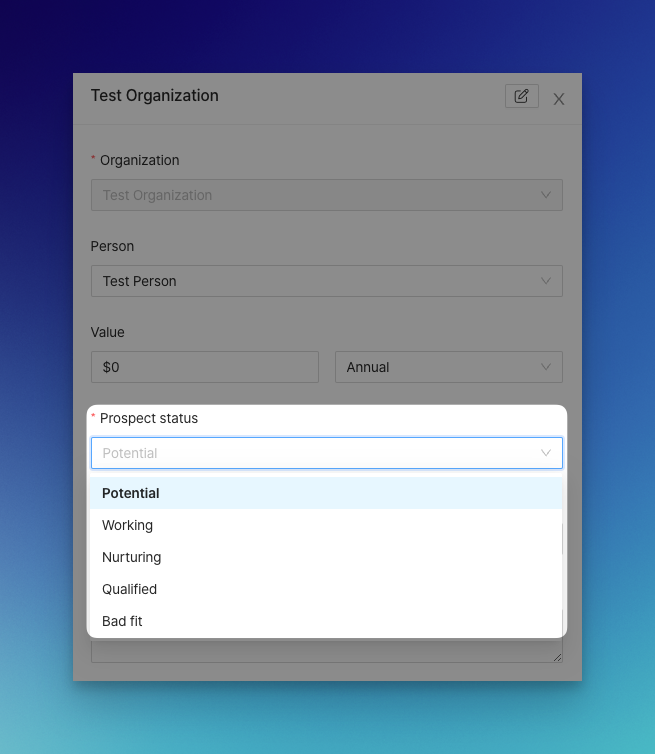 Test Organization
* Organization
Test Organization
Person
Test Person
Value
$0 Annual
* Prospect status
Potential
Potential
Working
Nurturing
Qualified
Bad fit